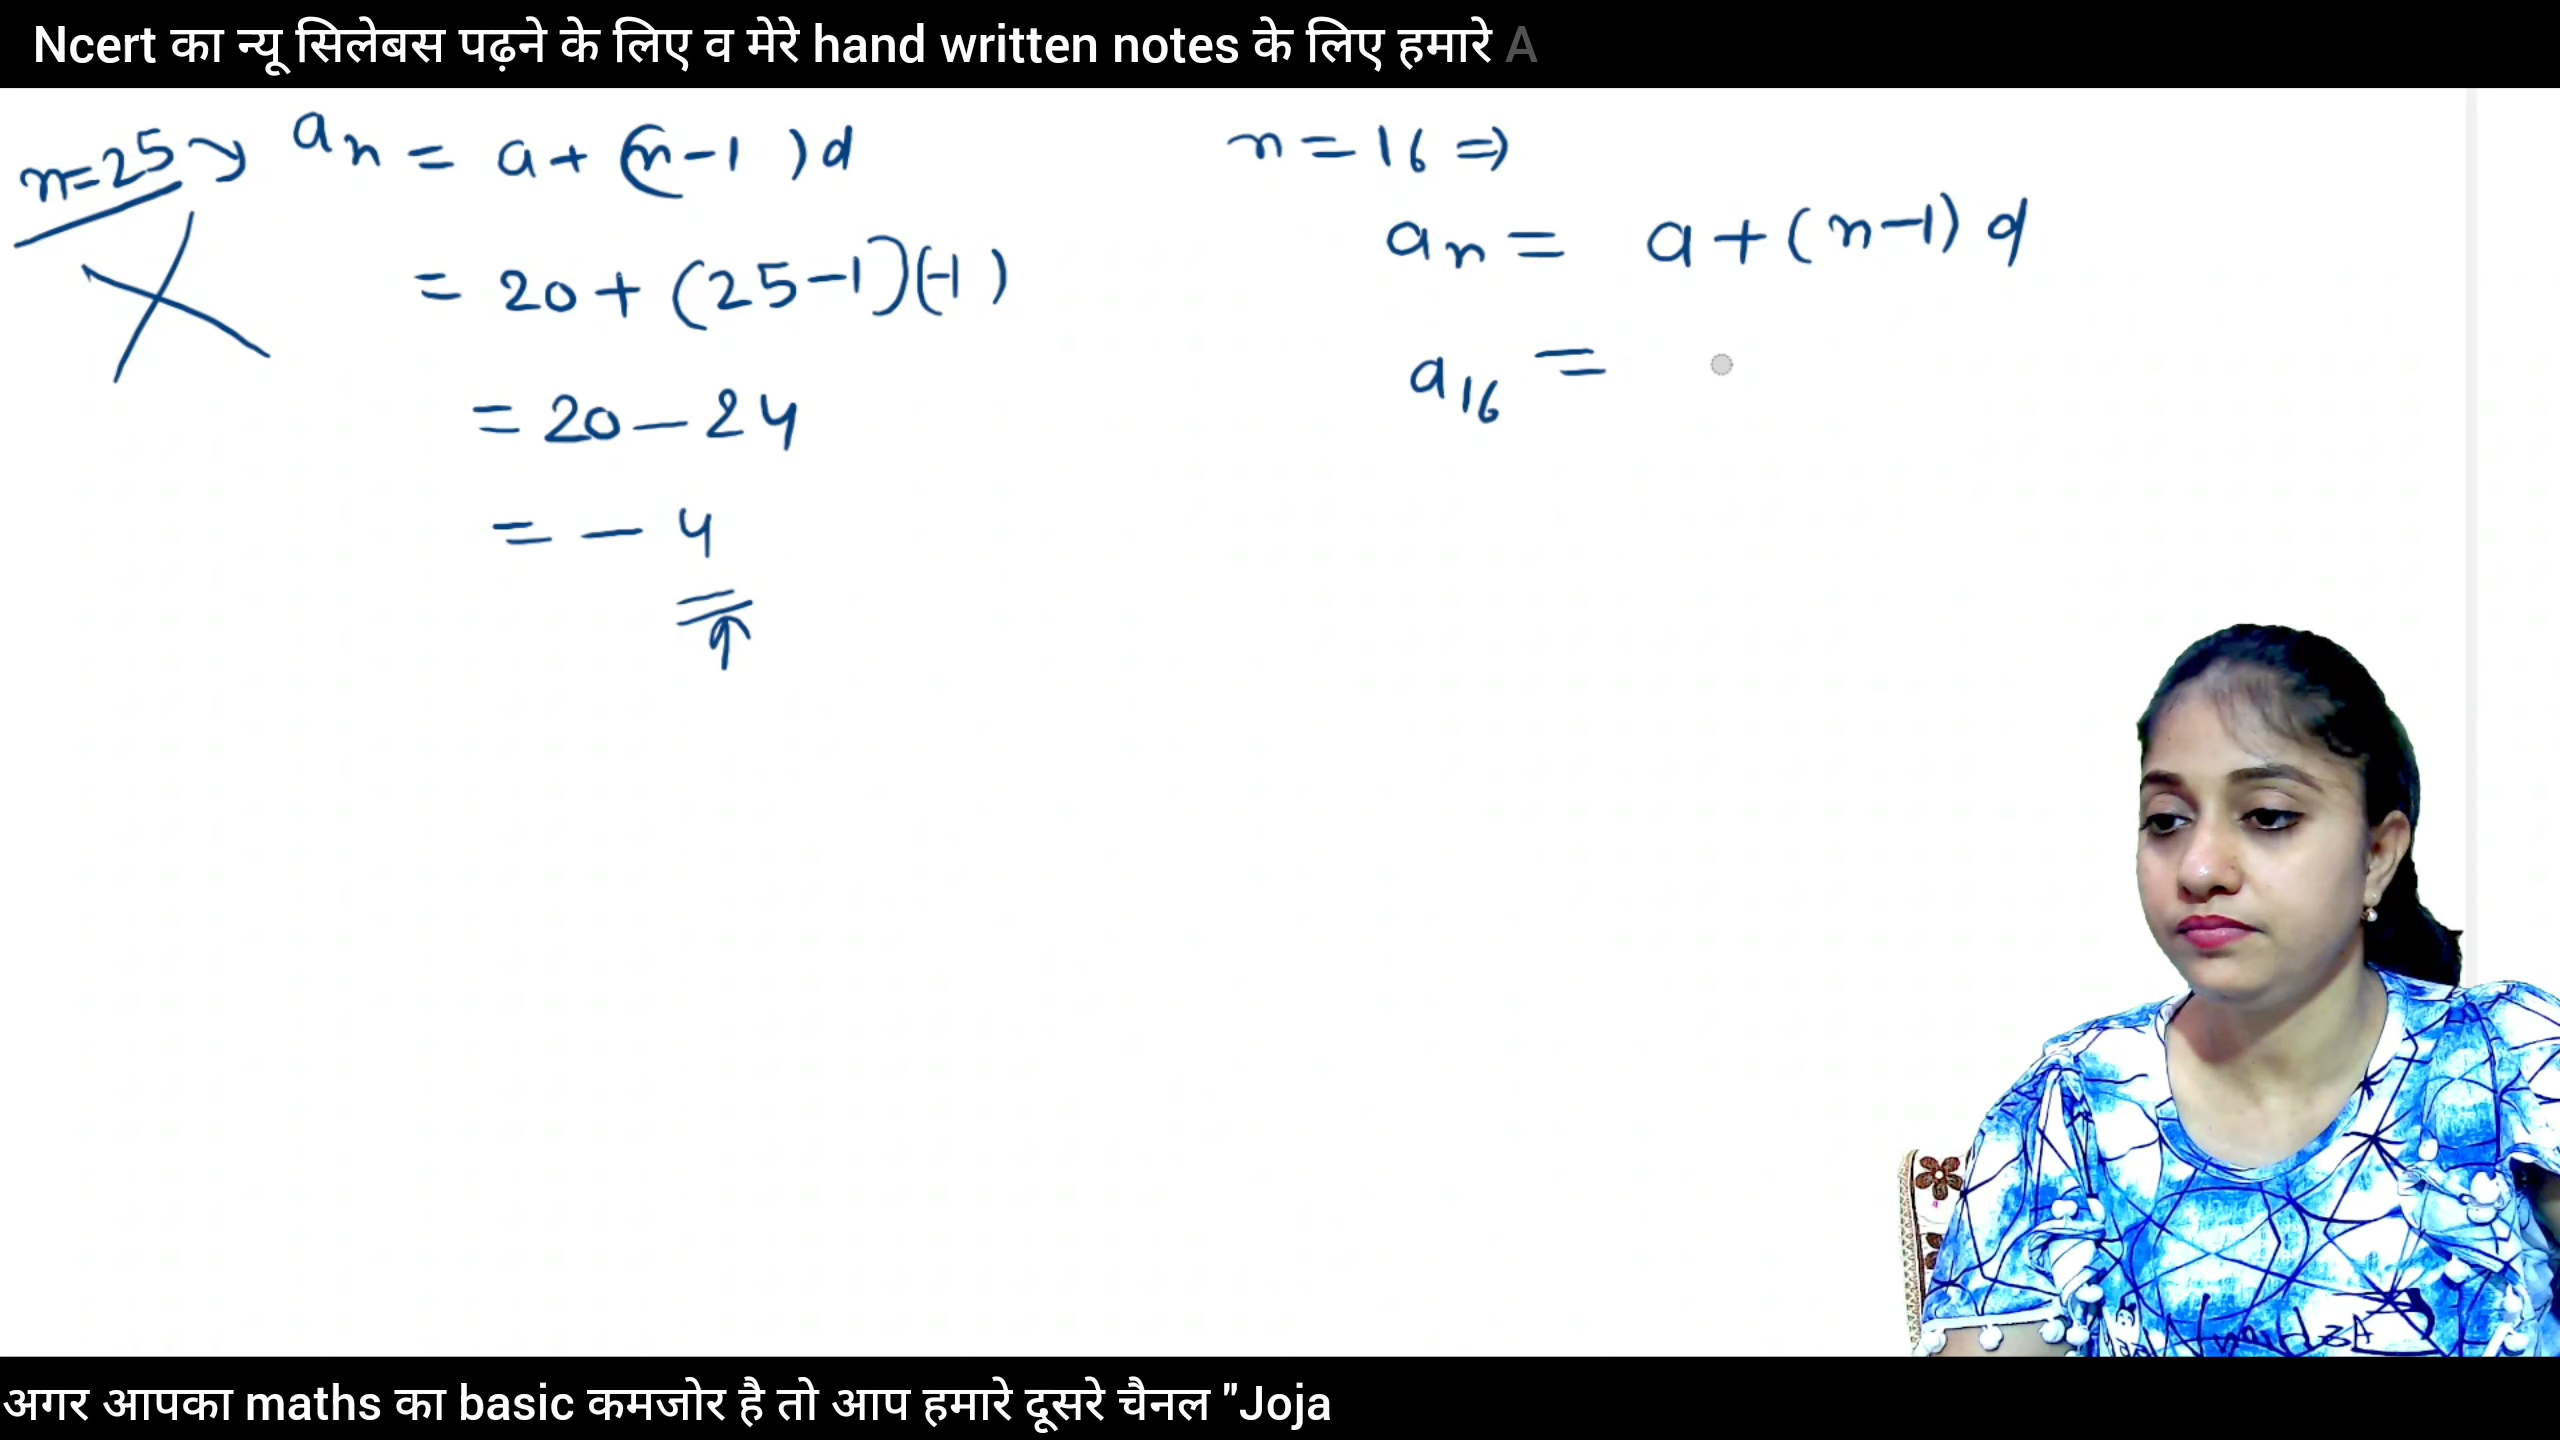 Ncert का न्यू सिलेबस पढ़ने के लिए व मेरे hand written notes के लिए हमारे A
n=25 → an = a + (n-1)d
= 20 + (25-1)(-1)
= 20 - 24
= - 4
n = 16 ⇒
an = a + (n-1) d
a16 =
अगर आपका maths का basic कमजोर है तो आप हमारे दूसरे चैनल "Joja